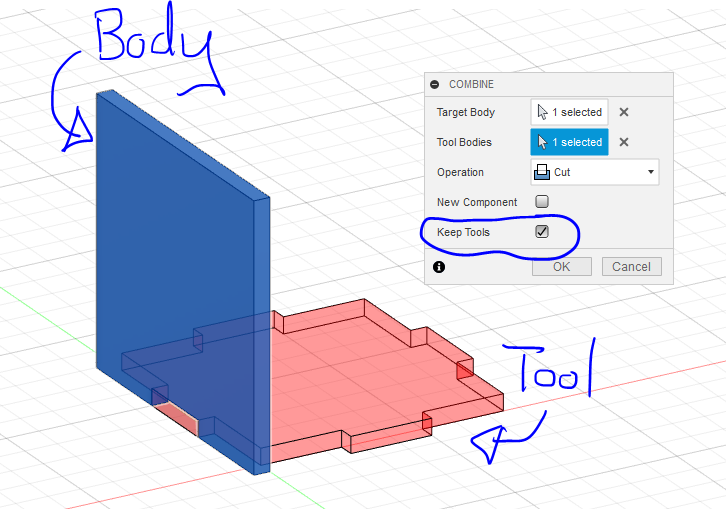 Body
COMBINE
Target Body 1 selected
Tool Bodies 1 selected
Operation Cut
New Component
Keep Tools
OK Cancel
Tool